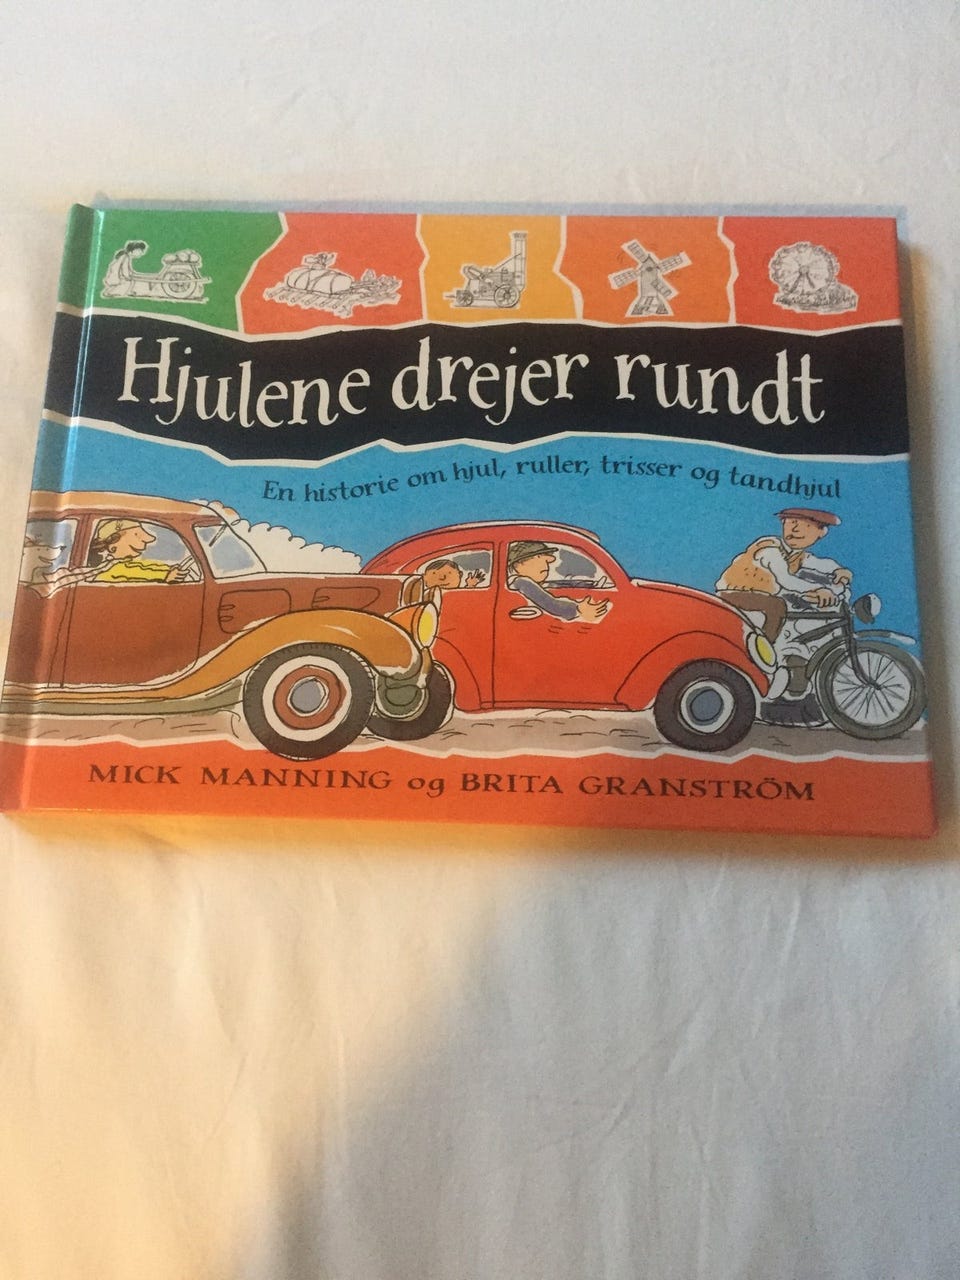 Hjulene drejer rundt
En historie om hjul, ruller, trisser og tandhjul
MICK MANNING og BRITA GRANSTRÖM